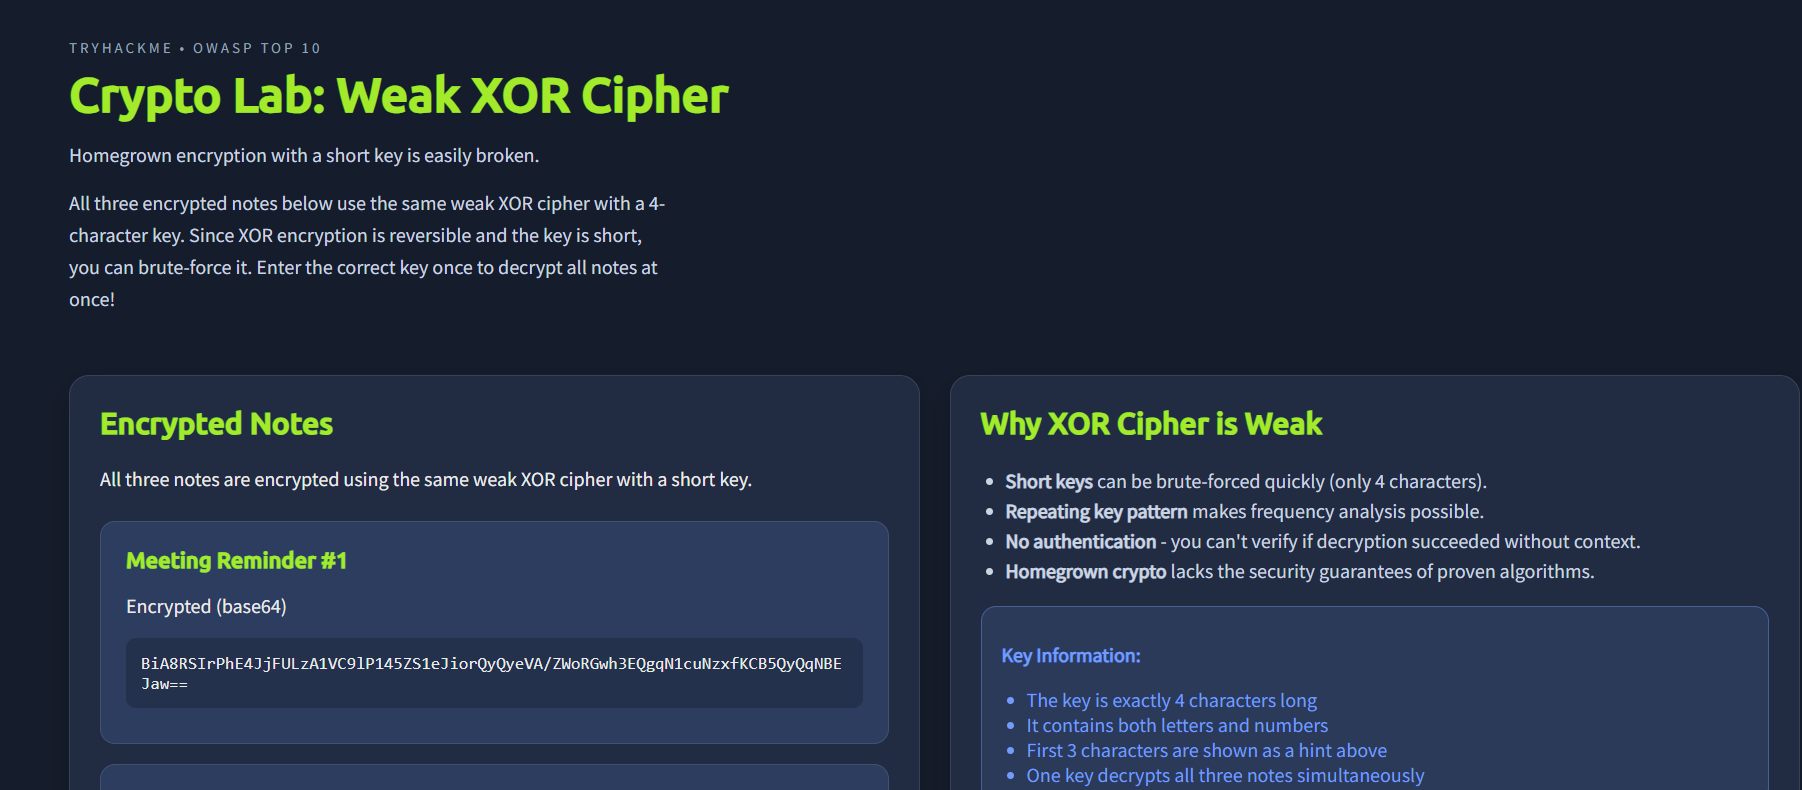 TRYHACKME • OWASP TOP 10
Crypto Lab: Weak XOR Cipher
Homegrown encryption with a short key is easily broken.
All three encrypted notes below use the same weak XOR cipher with a 4-
character key. Since XOR encryption is reversible and the key is short,
you can brute-force it. Enter the correct key once to decrypt all notes at
once!
Encrypted Notes
All three notes are encrypted using the same weak XOR cipher with a short key.
Meeting Reminder #1
Encrypted (base64)
BiA8RSIrPhE4JjFULzA1VC9lP145ZS1eJiorQyQyeVA/ZWoRGwh3EQgqN1cuNzxfKCB5QyQqNBE
Jaw==
Why XOR Cipher is Weak
• Short keys can be brute-forced quickly (only 4 characters).
• Repeating key pattern makes frequency analysis possible.
• No authentication - you can't verify if decryption succeeded without context.
• Homegrown crypto lacks the security guarantees of proven algorithms.
Key Information:
• The key is exactly 4 characters long
• It contains both letters and numbers
• First 3 characters are shown as a hint above
• One key decrypts all three notes simultaneously